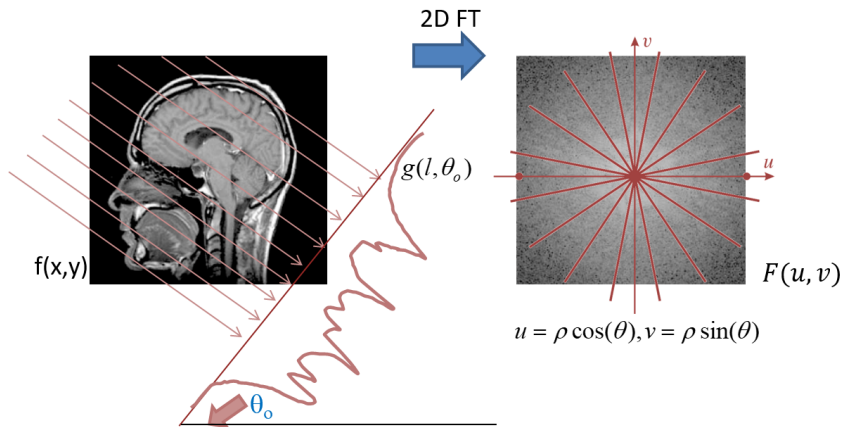 2D FT
v
g(l, θₒ)
u
f(x,y)
F(u, v)
u = ρ cos(θ), v = ρ sin(θ)
θₒ